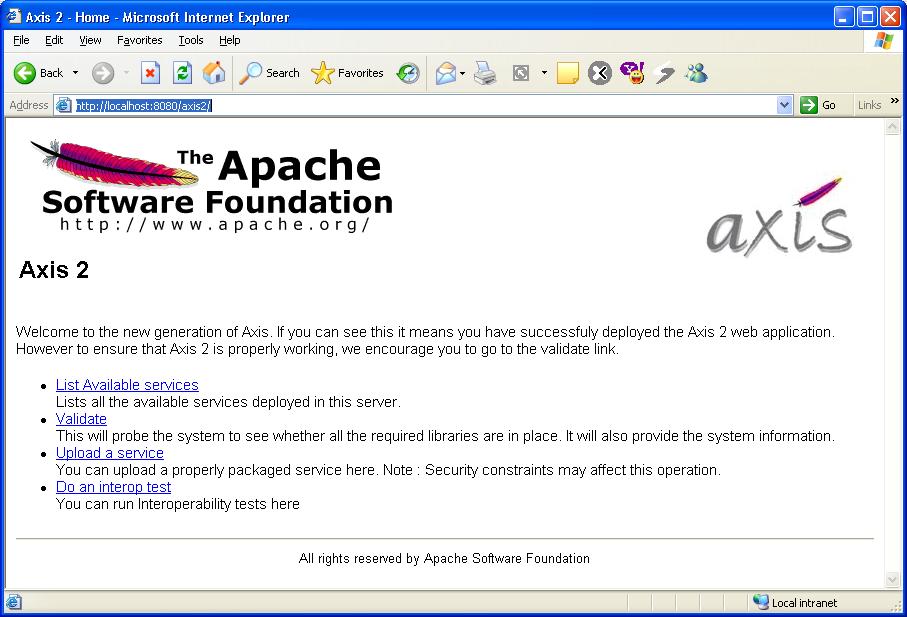 Axis 2 - Home - Microsoft Internet Explorer
File Edit View Favorites Tools Help
Back Search Favorites
Address http://localhost:8080/axis2/ Go Links »
The Apache
Software Foundation
http://www.apache.org/
axis
Axis 2
Welcome to the new generation of Axis. If you can see this it means you have successfuly deployed the Axis 2 web application.
However to ensure that Axis 2 is properly working, we encourage you to go to the validate link.
• List Available services
Lists all the available services deployed in this server.
• Validate
This will probe the system to see whether all the required libraries are in place. It will also provide the system information.
• Upload a service
You can upload a properly packaged service here. Note : Security constraints may affect this operation.
• Do an interop test
You can run Interoperability tests here
All rights reserved by Apache Software Foundation
Local intranet